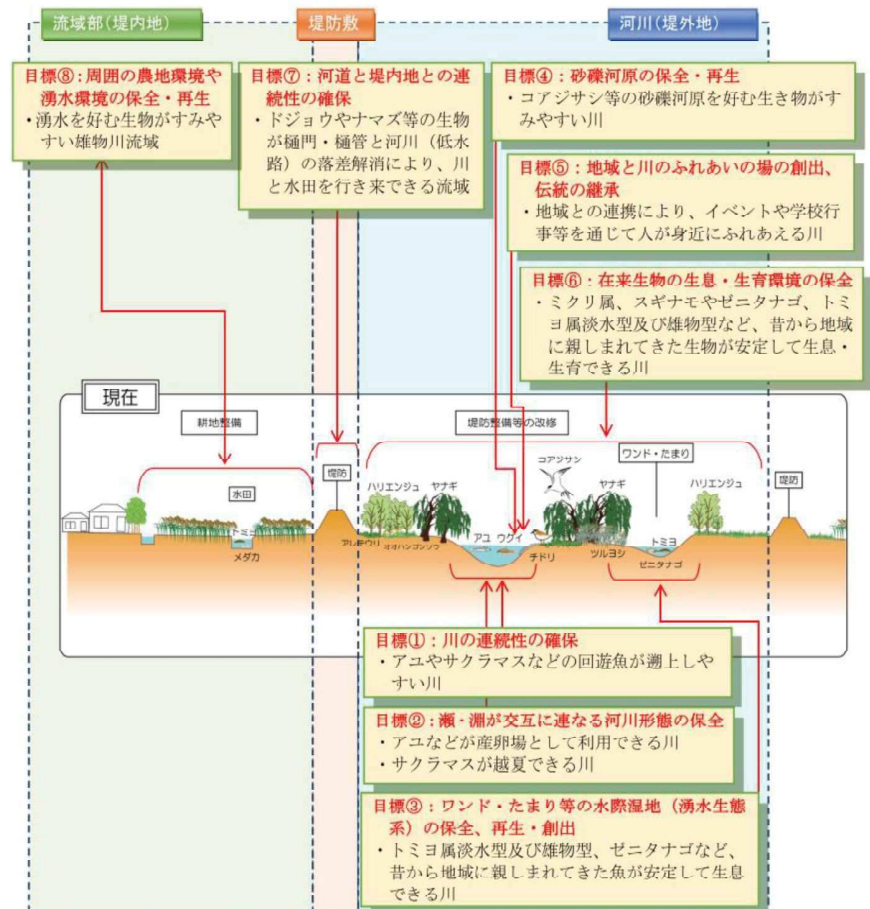 流域部(堤内地)
堤防敷
河川(堤外地)
目標⑧：周囲の農地環境や
湧水環境の保全・再生
・湧水を好む生物がすみや
すい雄物川流域
目標⑦：河道と堤内地との連
続性の確保
・ドジョウやナマズ等の生物
が樋門・樋管と河川（低水
路）の落差解消により、川
と水田を行き来できる流域
目標④：砂礫河原の保全・再生
・コアジサシ等の砂礫河原を好む生き物がす
みやすい川
目標⑤：地域と川のふれあいの場の創出、
伝統の継承
・地域との連携により、イベントや学校行
事等を通じて人が身近にふれあえる川
目標⑥：在来生物の生息・生育環境の保全
・ミクリ属、スギナモやゼニタナゴ、トミ
ヨ属淡水型及び雄物型など、昔から地域
に親しまれてきた生物が安定して生息・
生育できる川
現在
耕地整備
堤防整備等の改修
水田
堤防
ハリエンジュ
ヤナギ
コアジサシ
ヤナギ
ワンド・たまり
ハリエンジュ
堤防
トミヨ
メダカ
アレチウリ
オオハンゴンソウ
アユ
ウグイ
チドリ
ツルヨシ
トミヨ
ゼニタナゴ
目標①：川の連続性の確保
・アユやサクラマスなどの回遊魚が遡上しや
すい川
目標②：瀬・淵が交互に連なる河川形態の保全
・アユなどが産卵場として利用できる川
・サクラマスが越夏できる川
目標③：ワンド・たまり等の水際湿地（湧水生態
系）の保全、再生・創出
・トミヨ属淡水型及び雄物型、ゼニタナゴなど、
昔から地域に親しまれてきた魚が安定して生息
できる川